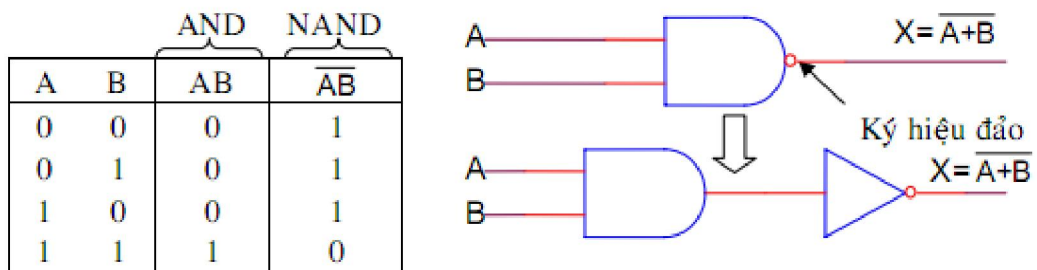 AND NAND
A B AB A̅B̅
0 0 0 1
0 1 0 1
1 0 0 1
1 1 1 0
A
B
X= A̅+̅B̅
Ký hiệu đảo
A
B
X= A̅+̅B̅